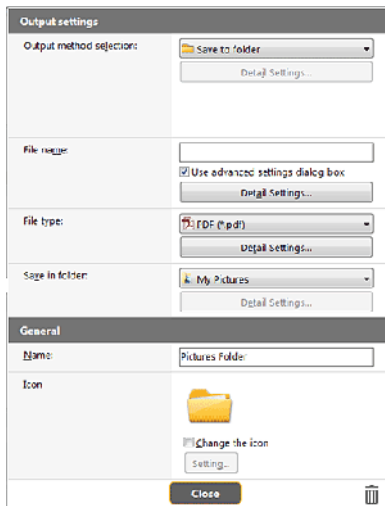 Output settings
Output method selection:
Save to folder
Detail Settings...
File name:
Use advanced settings dialog box
Detail Settings...
File type:
PDF (*.pdf)
Detail Settings...
Save in folder:
My Pictures
Detail Settings...
General
Name:
Pictures Folder
Icon
Change the icon
Setting...
Close